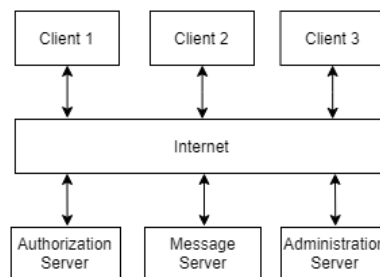 Client 1
Client 2
Client 3
Internet
Authorization
Server
Message
Server
Administration
Server